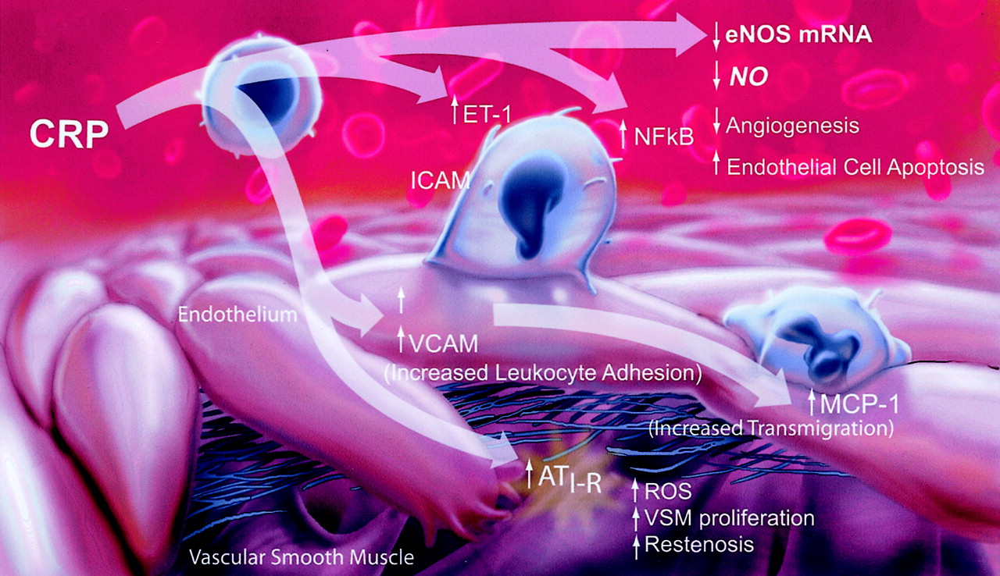 CRP
↓ eNOS mRNA
↓ NO
↑ ET-1
↑ NFkB
↓ Angiogenesis
↑ Endothelial Cell Apoptosis
ICAM
Endothelium
↑
↑ VCAM
(Increased Leukocyte Adhesion)
↑ MCP-1
(Increased Transmigration)
↑ ATI-R
↑ ROS
↑ VSM proliferation
↑ Restenosis
Vascular Smooth Muscle